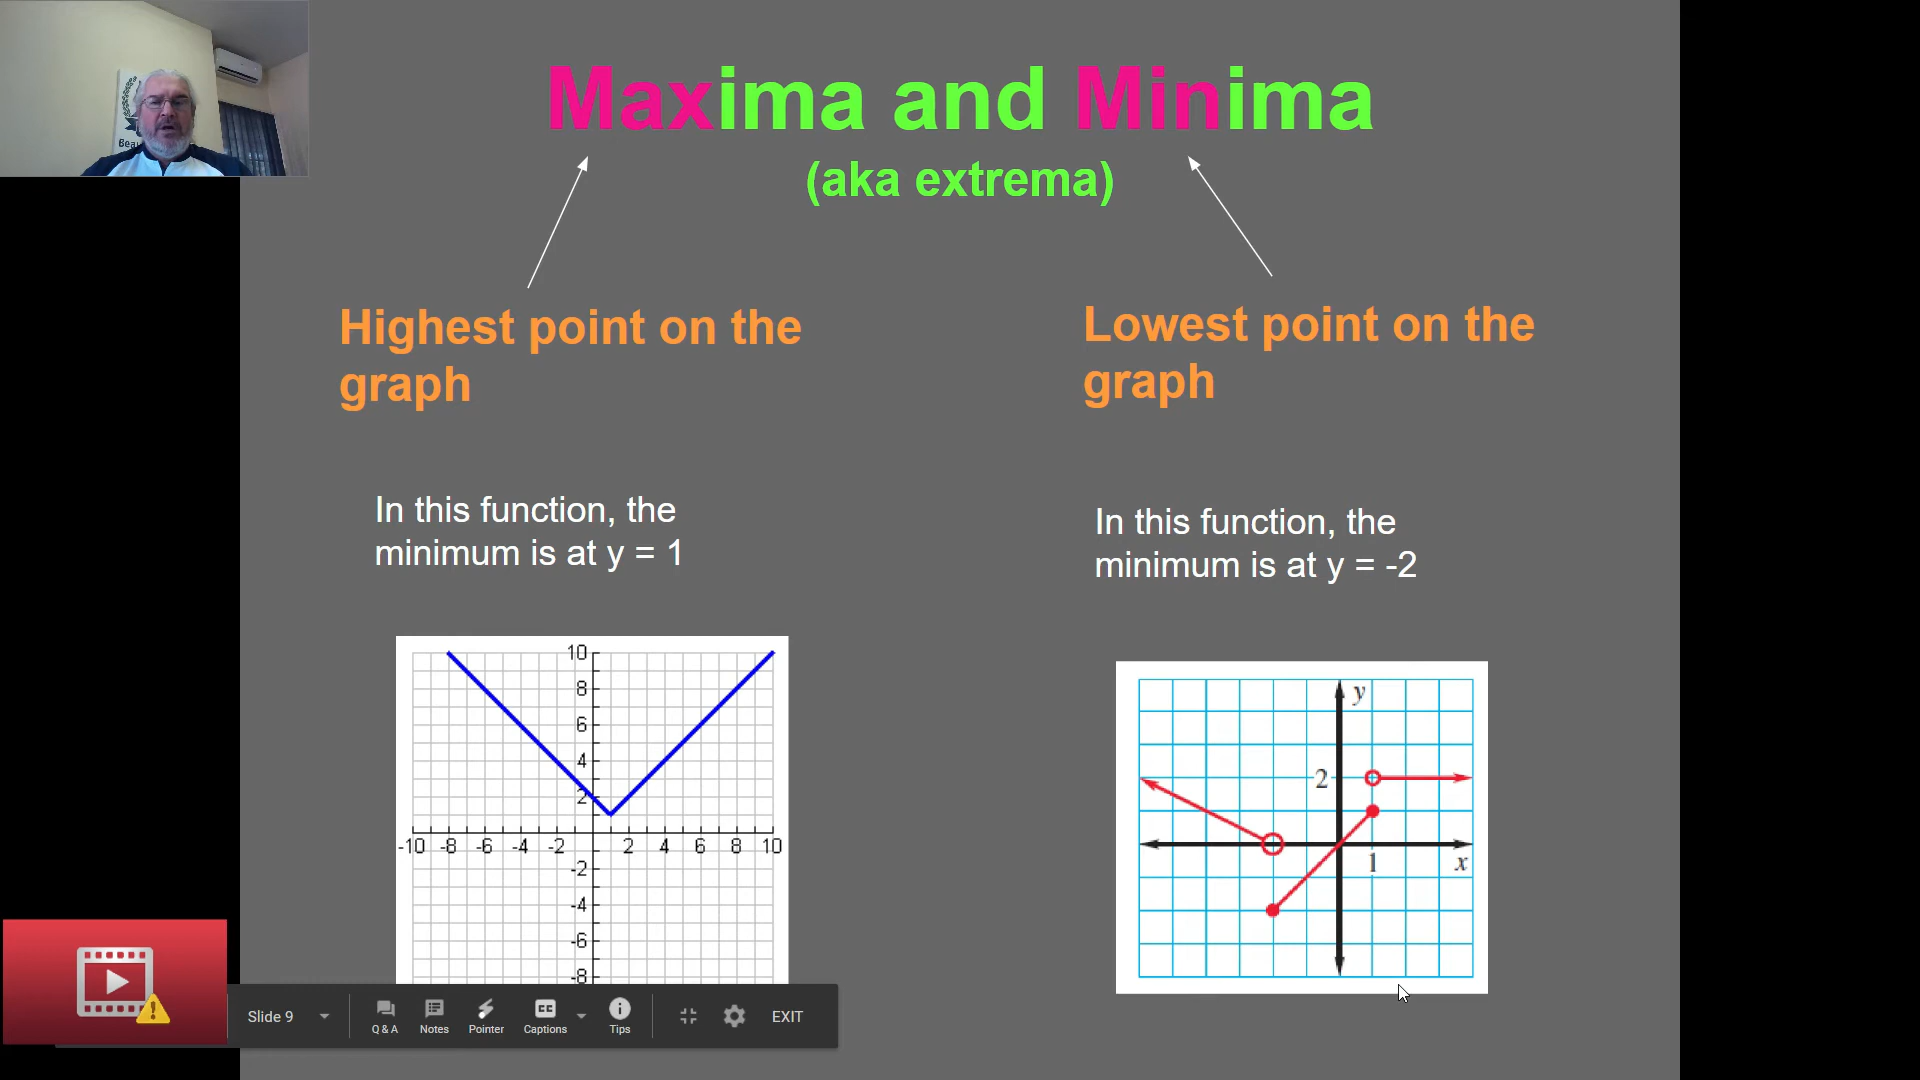 Maxima and Minima
(aka extrema)
Highest point on the
graph
Lowest point on the
graph
In this function, the
minimum is at y = 1
In this function, the
minimum is at y = -2
10
8
6
4
2
-10 -8 -6 -4 -2 2 4 6 8 10
-2
-4
-6
-8
y
2
1
x
Slide 9
Q & A
Notes
Pointer
CC
Captions
Tips
EXIT